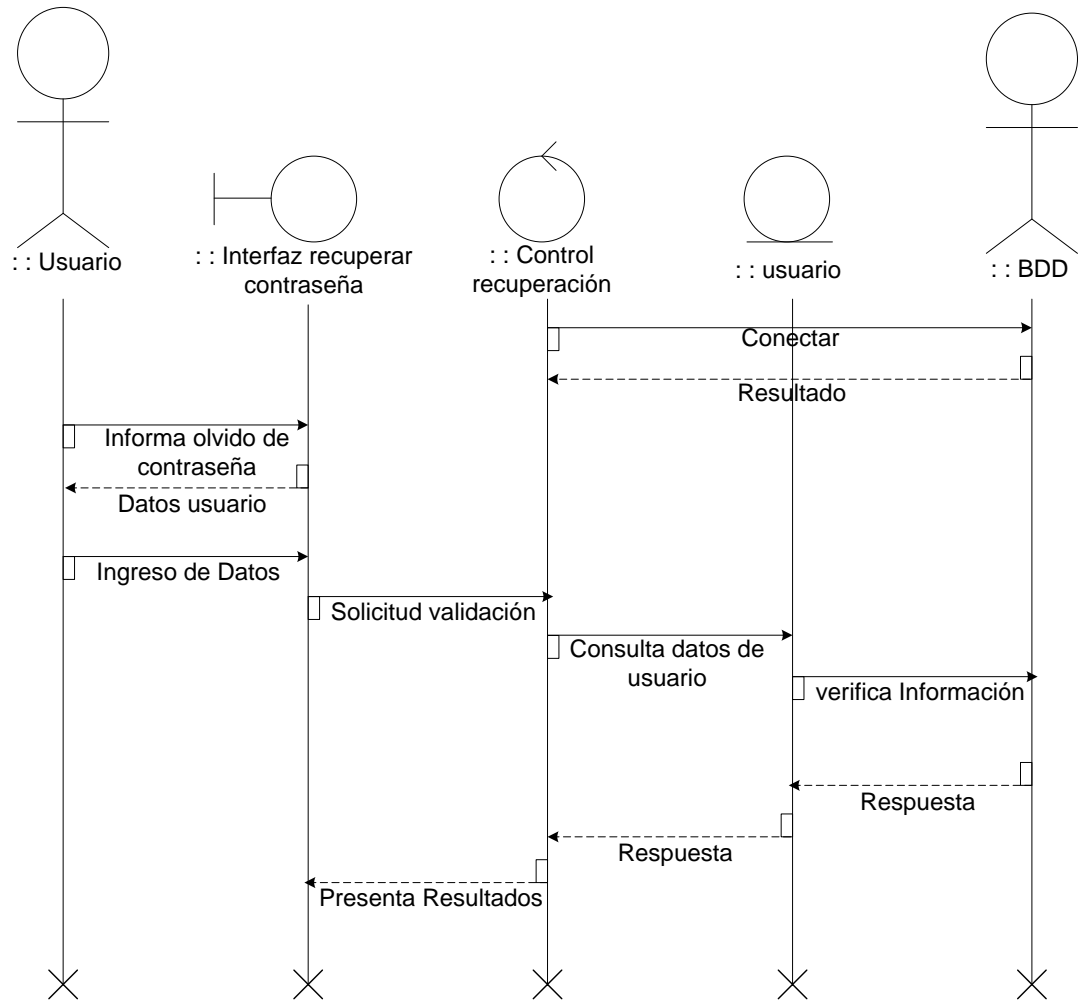 : : Usuario
: : Interfaz recuperar
contraseña
: : Control
recuperación
: : usuario
: : BDD
Conectar
Resultado
Informa olvido de
contraseña
Datos usuario
Ingreso de Datos
Solicitud validación
Consulta datos de
usuario
verifica Información
Respuesta
Respuesta
Presenta Resultados